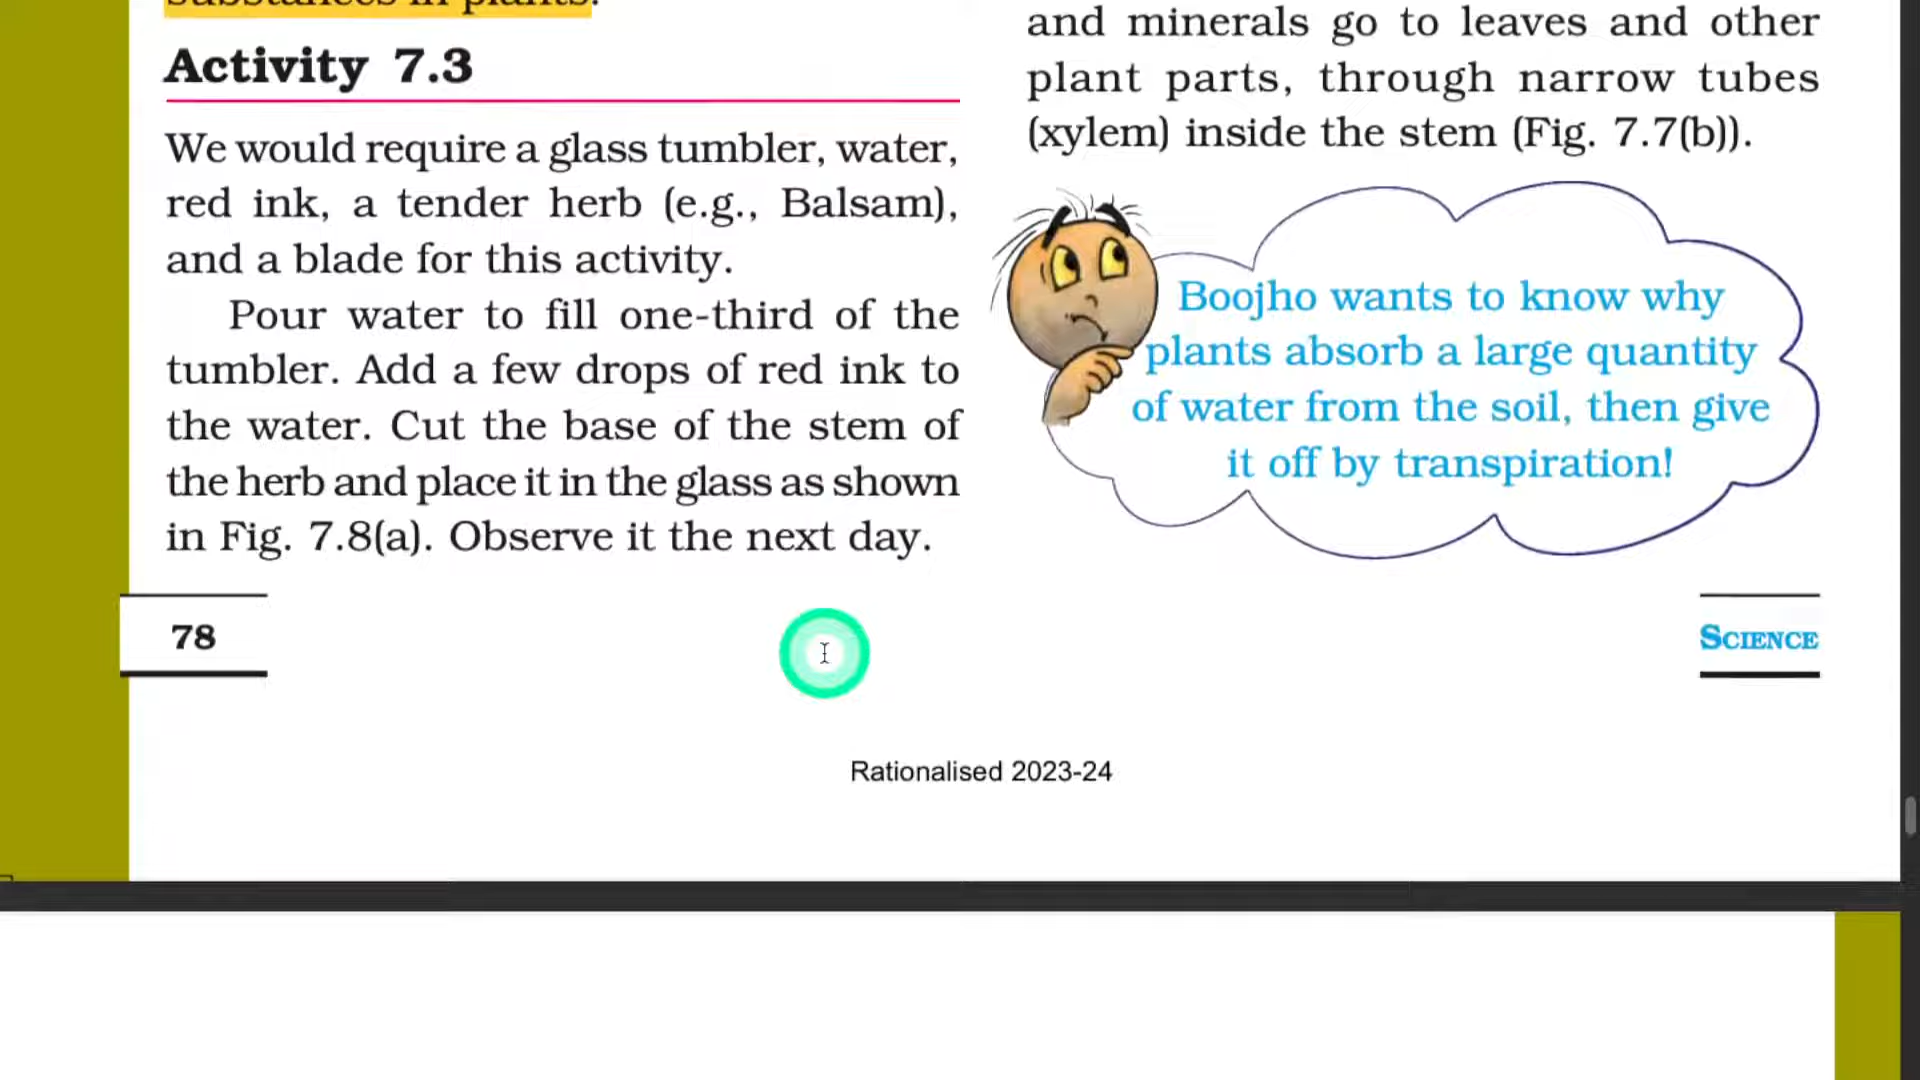 substances in plants.
Activity 7.3
We would require a glass tumbler, water,
red ink, a tender herb (e.g., Balsam),
and a blade for this activity.
Pour water to fill one-third of the
tumbler. Add a few drops of red ink to
the water. Cut the base of the stem of
the herb and place it in the glass as shown
in Fig. 7.8(a). Observe it the next day.
and minerals go to leaves and other
plant parts, through narrow tubes
(xylem) inside the stem (Fig. 7.7(b)).
Boojho wants to know why
plants absorb a large quantity
of water from the soil, then give
it off by transpiration!
78
SCIENCE
Rationalised 2023-24